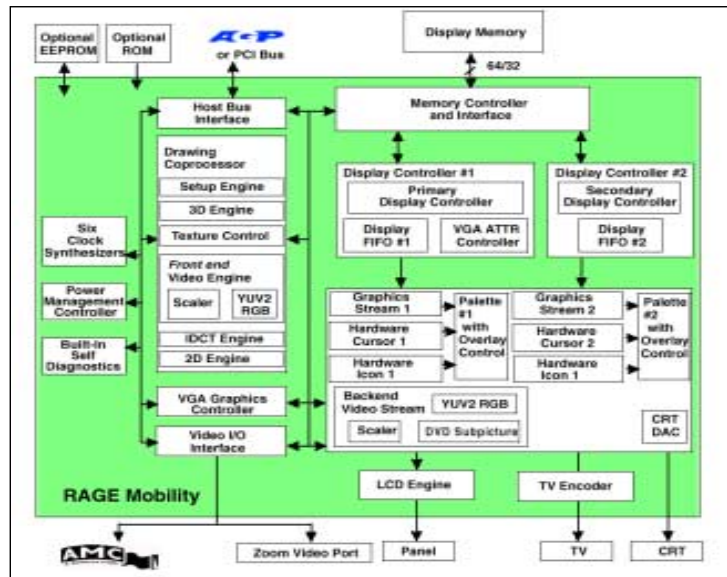 Optional
EEPROM
Optional
ROM
AGP
or PCI Bus
Display Memory
64/32
Host Bus
Interface
Memory Controller
and Interface
Drawing
Coprocessor
Setup Engine
3D Engine
Texture Control
Front end
Video Engine
Scaler
YUV2
RGB
IDCT Engine
2D Engine
Display Controller #1
Primary
Display Controller
Display
FIFO #1
VGA ATTR
Controller
Display Controller #2
Secondary
Display Controller
Display
FIFO #2
Six
Clock
Synthesizers
Power
Management
Controller
Built-In
Self
Diagnostics
Graphics
Stream 1
Hardware
Cursor 1
Hardware
Icon 1
Palette
#1
with
Overlay
Control
Graphics
Stream 2
Hardware
Cursor 2
Hardware
Icon 1
Palette
#2
with
Overlay
Control
VGA Graphics
Controller
Video I/O
Interface
Backend
Video Stream
YUV2 RGB
Scaler
DVD Subpicture
CRT
DAC
RAGE Mobility
LCD Engine
TV Encoder
AMC
Zoom Video Port
Panel
TV
CRT